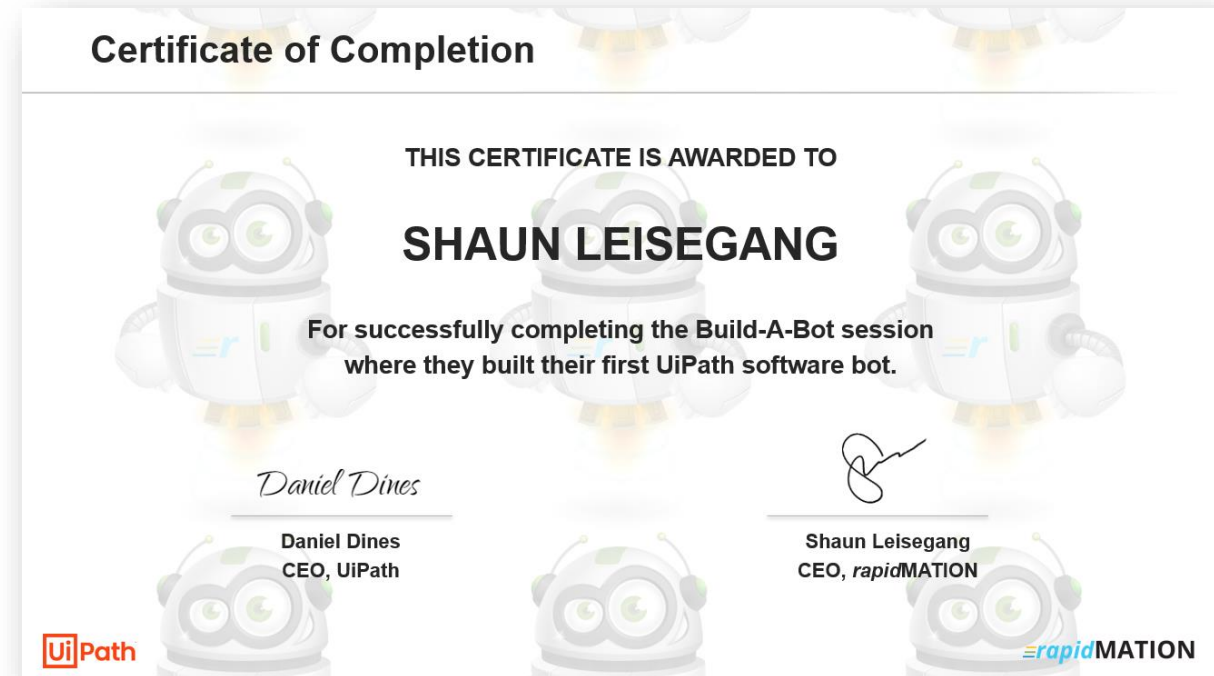 Certificate of Completion
THIS CERTIFICATE IS AWARDED TO
SHAUN LEISEGANG
For successfully completing the Build-A-Bot session
where they built their first UiPath software bot.
Daniel Dines
Daniel Dines
CEO, UiPath
Shaun Leisegang
CEO, rapidMATION
UiPath
rapidMATION